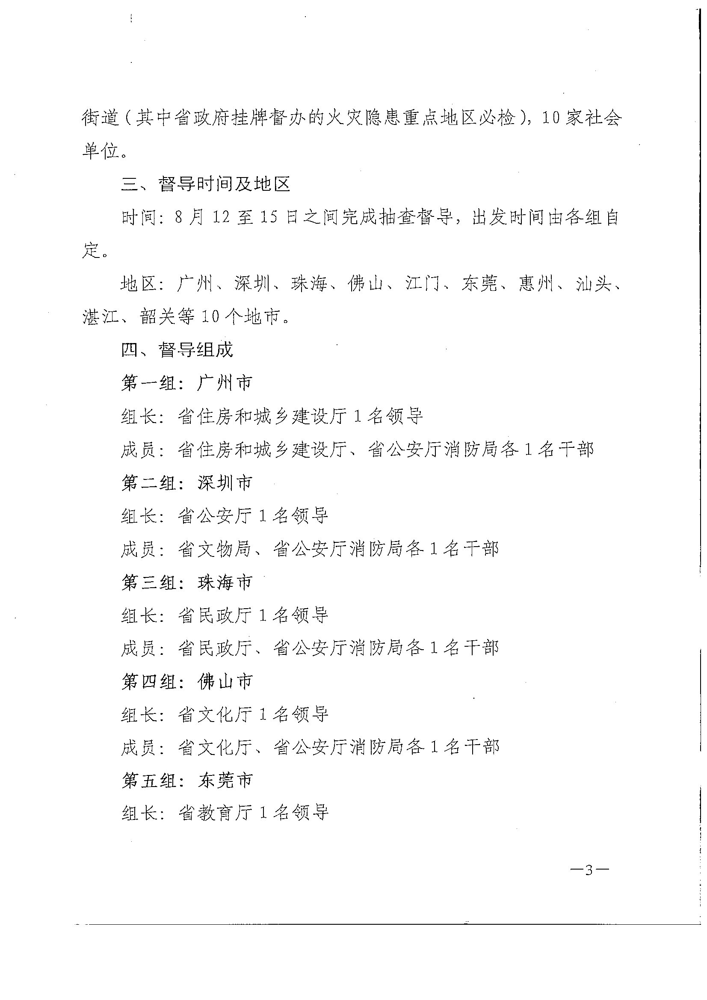 街道（其中省政府挂牌督办的火灾隐患重点地区必检），10 家社会
单位。
三、督导时间及地区
时间：8 月 12 至 15 日之间完成抽查督导，出发时间由各组自
定。
地区：广州、深圳、珠海、佛山、江门、东莞、惠州、汕头、
湛江、韶关等 10 个地市。
四、督导组成
第一组：广州市
组长：省住房和城乡建设厅 1 名领导
成员：省住房和城乡建设厅、省公安厅消防局各 1 名干部
第二组：深圳市
组长：省公安厅 1 名领导
成员：省文物局、省公安厅消防局各 1 名干部
第三组：珠海市
组长：省民政厅 1 名领导
成员：省民政厅、省公安厅消防局各 1 名干部
第四组：佛山市
组长：省文化厅 1 名领导
成员：省文化厅、省公安厅消防局各 1 名干部
第五组：东莞市
组长：省教育厅 1 名领导
—3—